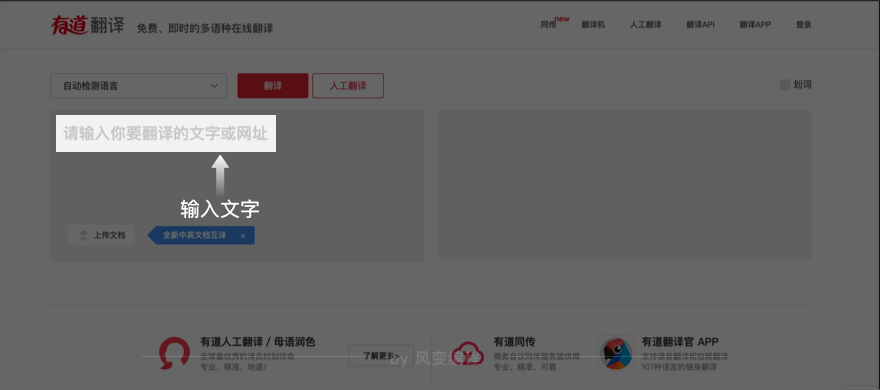 有道翻译 免费、即时的多语种在线翻译
同传 new 翻译机 人工翻译 翻译API 翻译APP 登录
自动检测语言 翻译 人工翻译 划词
请输入你要翻译的文字或网址
输入文字
上传文档 全新中英文档互译 ×
有道人工翻译 / 母语润色
全球最优秀的译员时刻待命
专业、精准、地道!
了解更多>
有道同传
商务会议同传服务提供商
专业、精准、可靠
有道翻译官 APP
支持语音翻译和拍照翻译
107种语言的随身翻译
by 风变编程